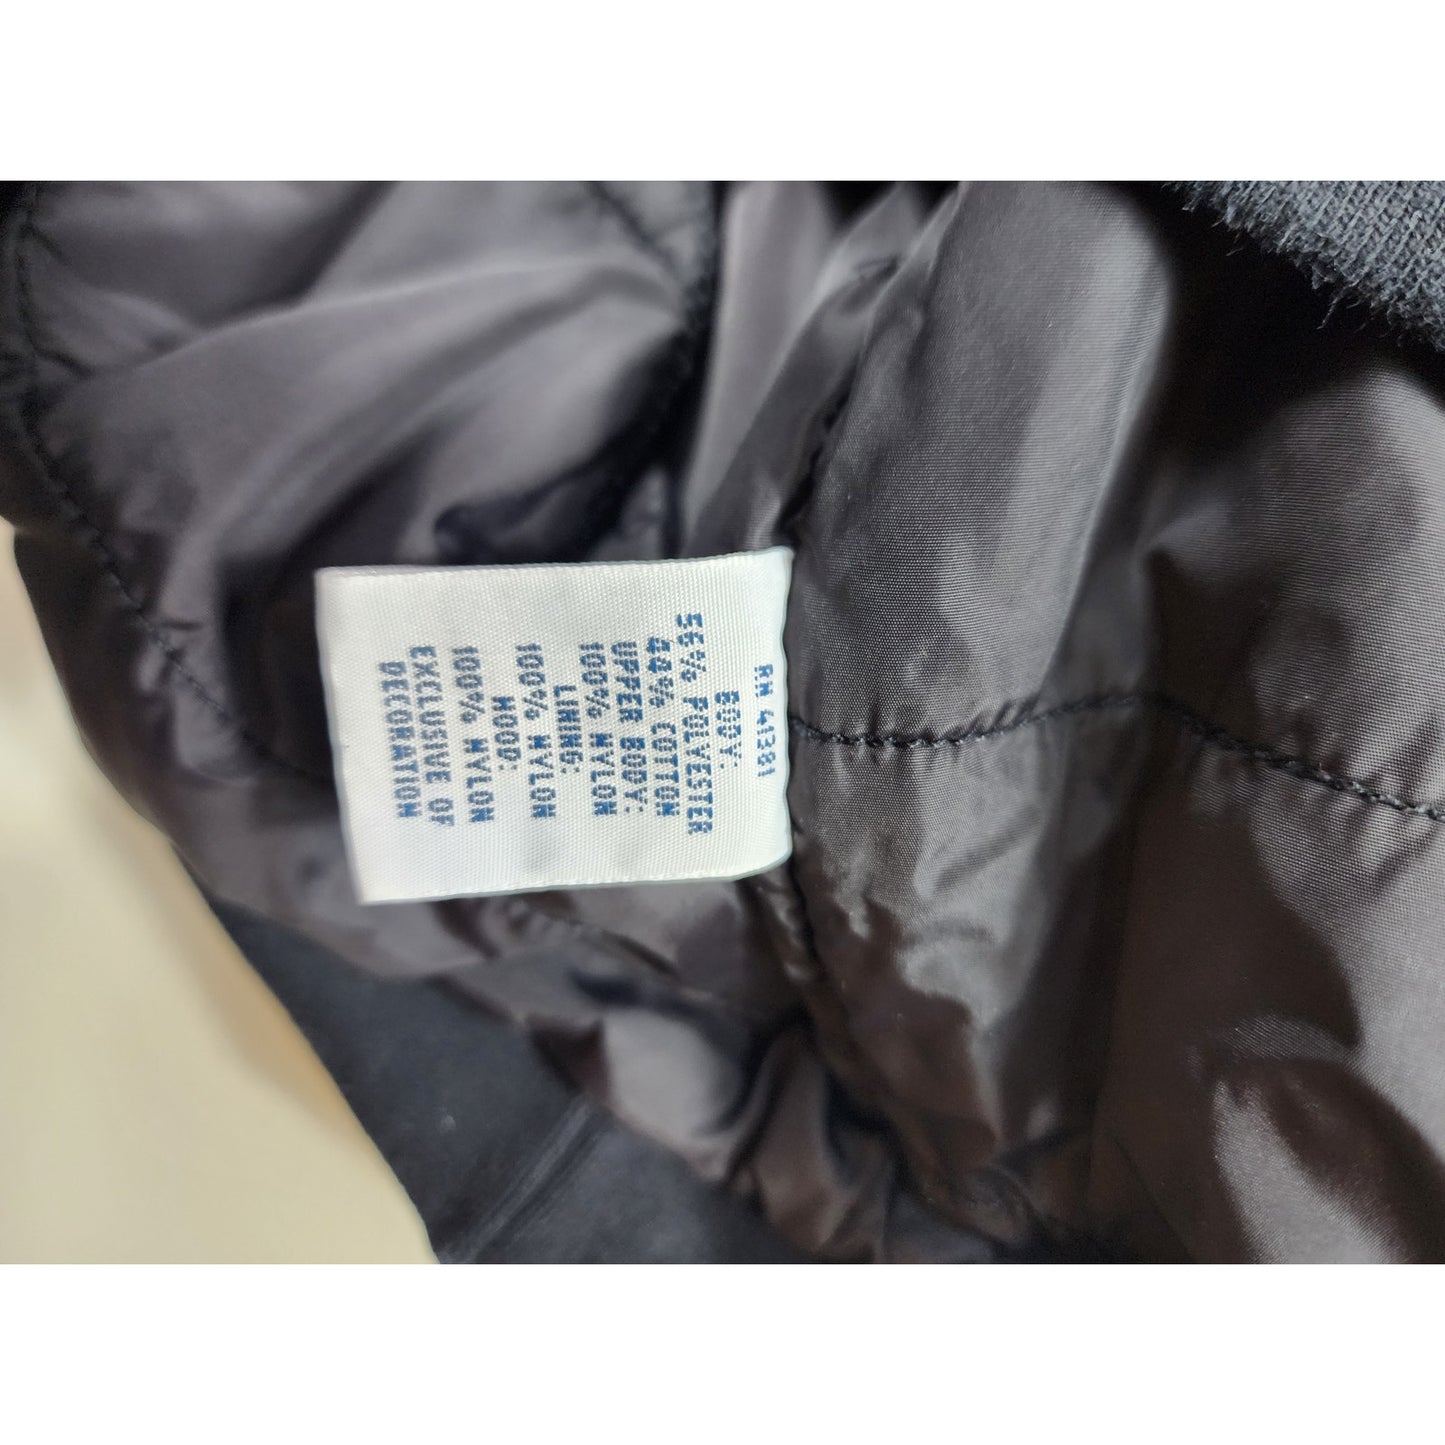 RN 41381
BODY:
56% POLYESTER
44% COTTON
UPPER BODY:
100% NYLON
LINING:
100% NYLON
HOOD:
100% NYLON
EXCLUSIVE OF
DECORATION